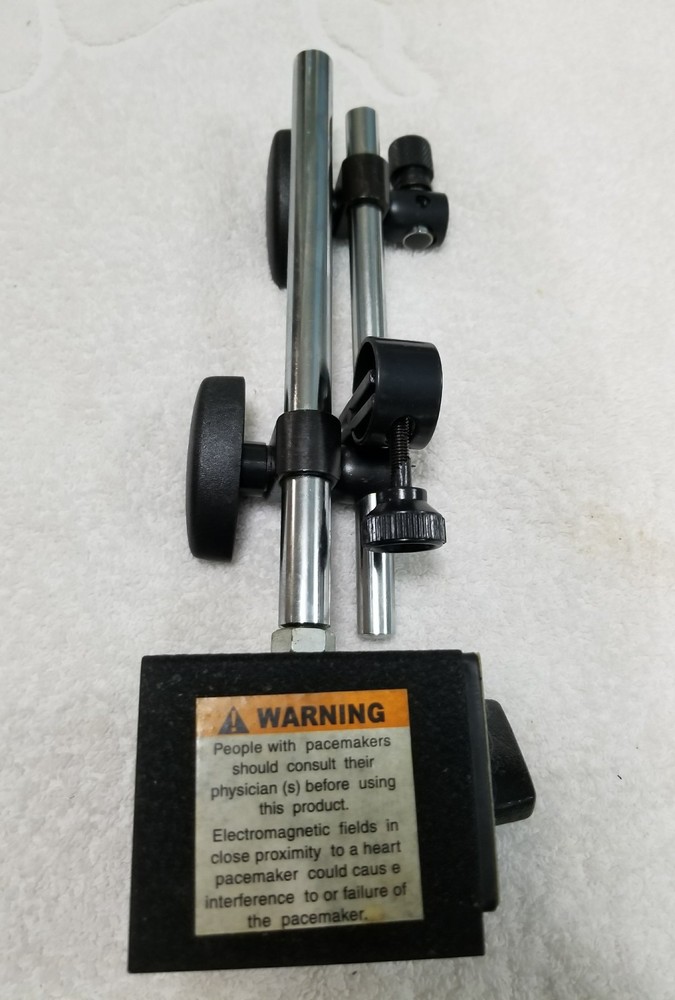 WARNING
People with pacemakers
should consult their
physician (s) before using
this product.
Electromagnetic fields in
close proximity to a heart
pacemaker could caus e
interference to or failure of
the pacemaker.